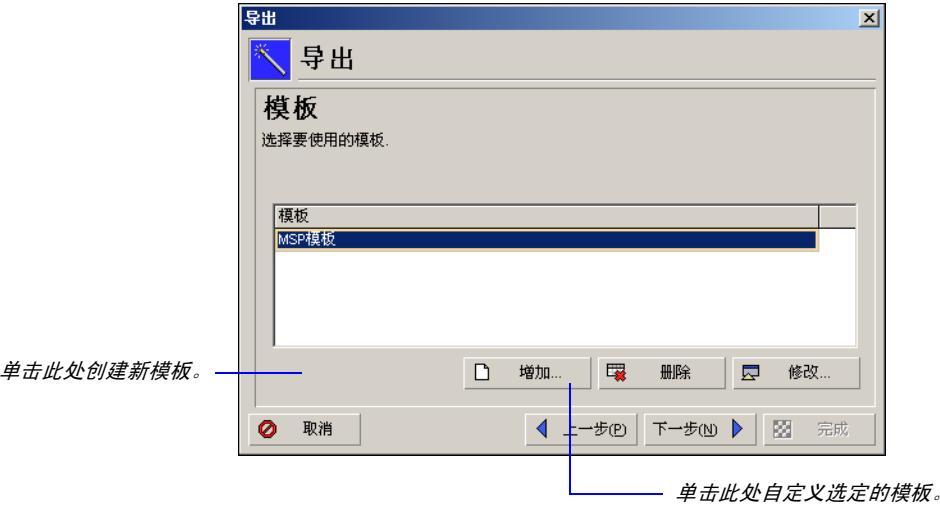 导出
导出
模板
选择要使用的模板.
模板
MSP模板
单击此处创建新模板。
增加...
删除
修改...
取消
上一步(P)
下一步(N)
完成
单击此处自定义选定的模板。